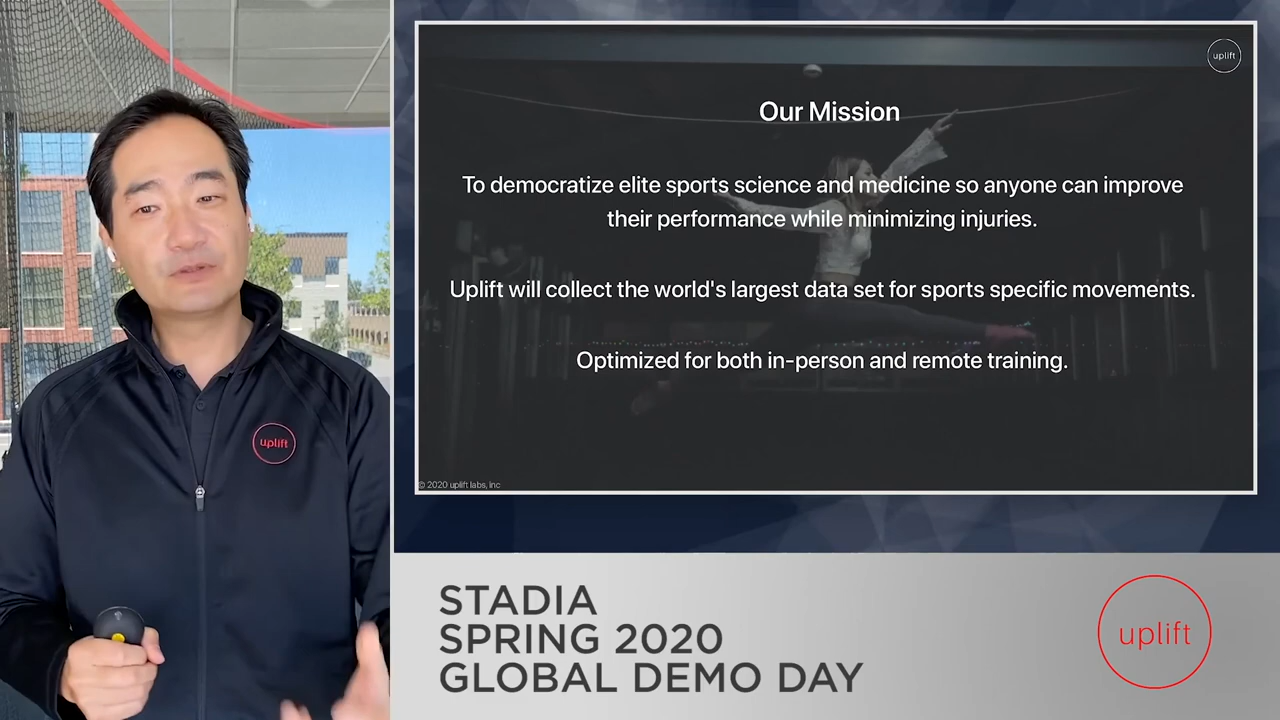 uplift
Our Mission
To democratize elite sports science and medicine so anyone can improve
their performance while minimizing injuries.
Uplift will collect the world's largest data set for sports specific movements.
Optimized for both in-person and remote training.
© 2020 uplift labs, inc
uplift
STADIA
SPRING 2020
GLOBAL DEMO DAY
uplift